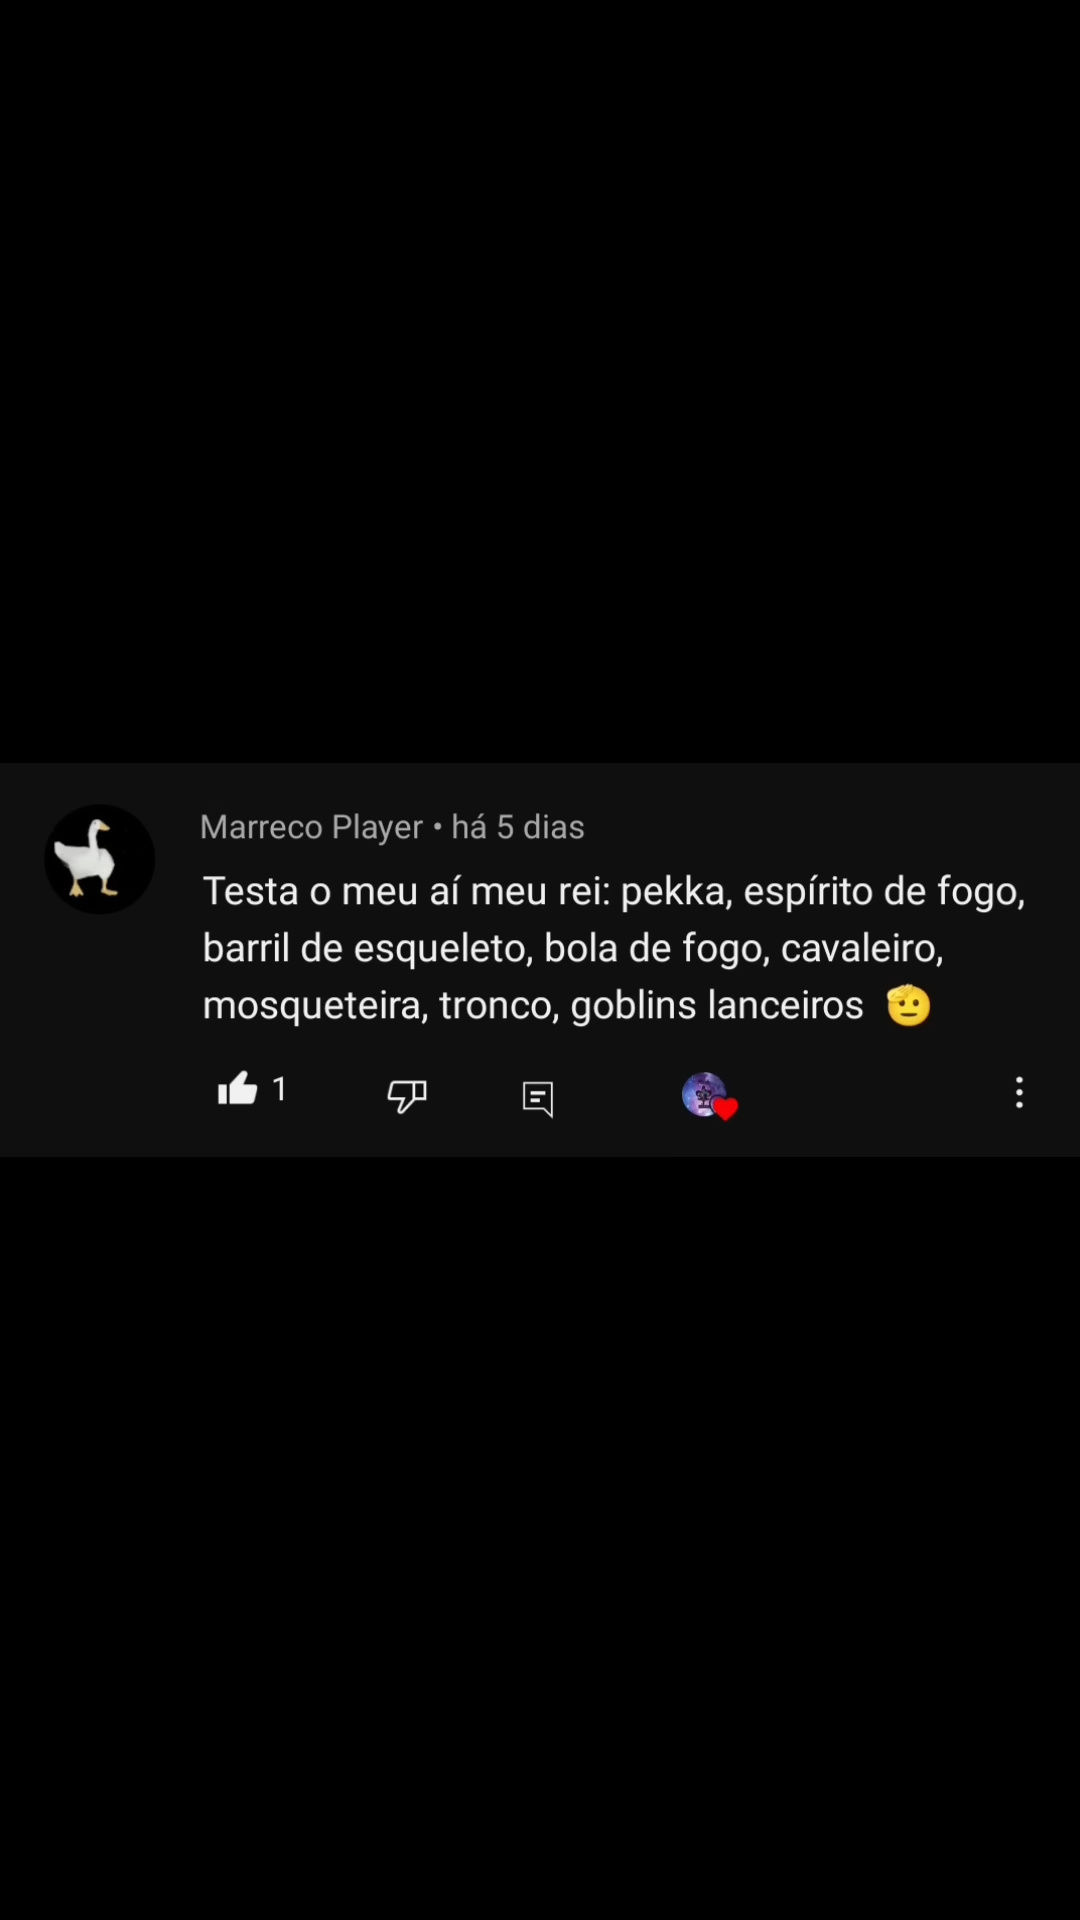 Marreco Player • há 5 dias
Testa o meu aí meu rei: pekka, espírito de fogo,
barril de esqueleto, bola de fogo, cavaleiro,
mosqueteira, tronco, goblins lanceiros 🫡
1